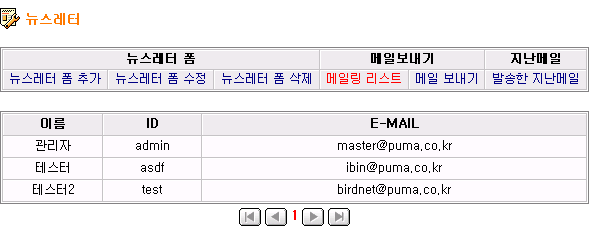 뉴스레터
뉴스레터 폼 메일보내기 지난메일
뉴스레터 폼 추가 뉴스레터 폼 수정 뉴스레터 폼 삭제 메일링 리스트 메일 보내기 발송한 지난메일
이름 ID E-MAIL
관리자 admin master@puma.co.kr
테스터 asdf ibin@puma.co.kr
테스터2 test birdnet@puma.co.kr
1